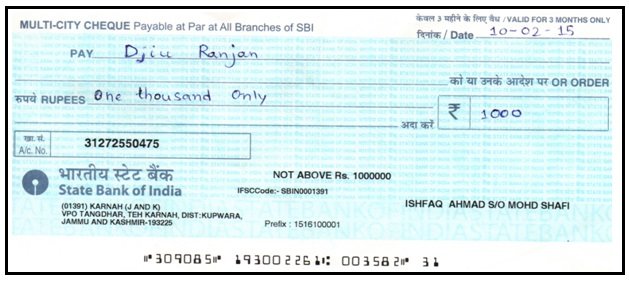 केवल 3 महीने के लिए वैध / VALID FOR 3 MONTHS ONLY
MULTI-CITY CHEQUE Payable at Par at All Branches of SBI
दिनांक / Date 10-02-15
PAY Djiu Ranjan
को या उनके आदेश पर OR ORDER
रुपये RUPEES One thousand Only
अदा करें ₹ 1000
खा. सं.
A/c. No. 31272550475
भारतीय स्टेट बैंक
State Bank of India
NOT ABOVE Rs. 1000000
IFSCCode:- SBIN0001391
(01391) KARNAH (J AND K)
VPO TANGDHAR, TEH KARNAH, DIST:KUPWARA,
JAMMU AND KASHMIR-193225
Prefix : 1516100001
ISHFAQ AHMAD S/O MOHD SHAFI
⑈309085⑈ 193002261⑆ 003582⑈ 31